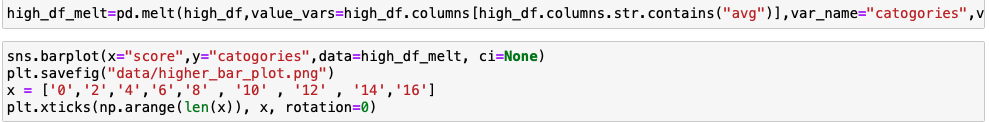 high_df_melt=pd.melt(high_df,value_vars=high_df.columns[high_df.columns.str.contains("avg")],var_name="catogories",v
sns.barplot(x="score",y="catogories",data=high_df_melt, ci=None)
plt.savefig("data/higher_bar_plot.png")
x = ['0','2','4','6','8' , '10' , '12' , '14','16']
plt.xticks(np.arange(len(x)), x, rotation=0)